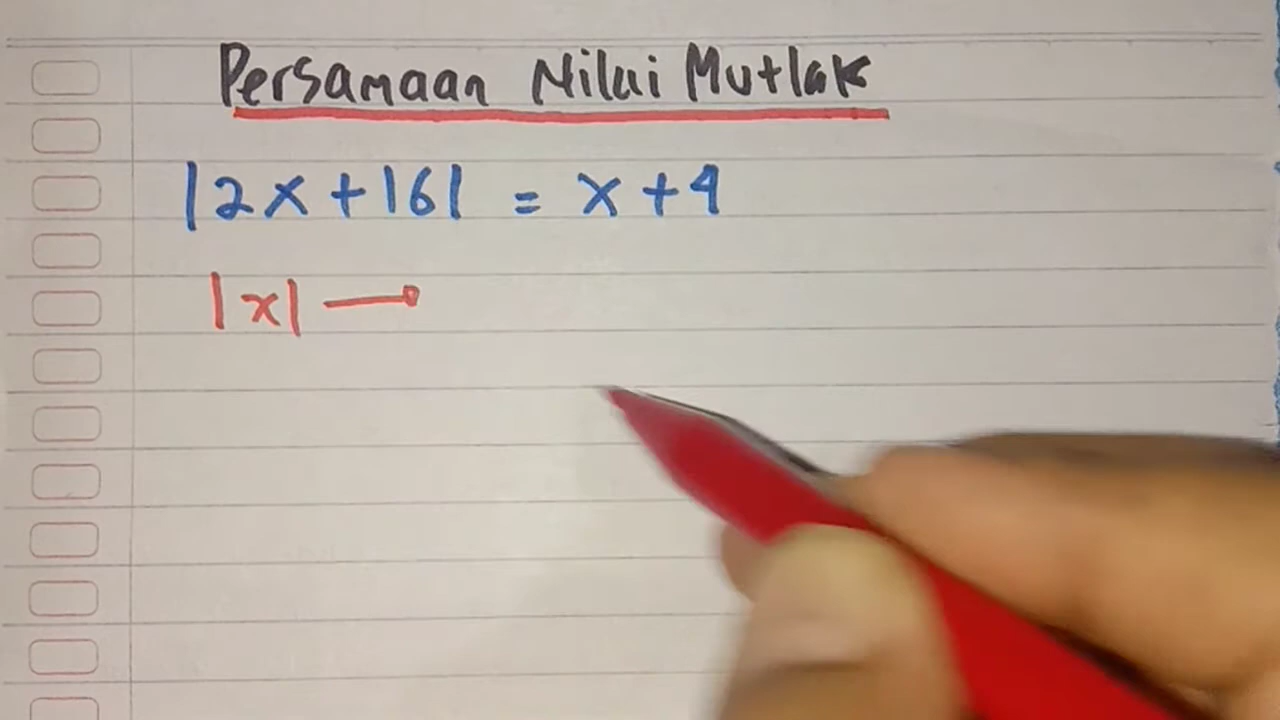 Persamaan Nilai Mutlak
|2x + 16| = x + 4
|x| →